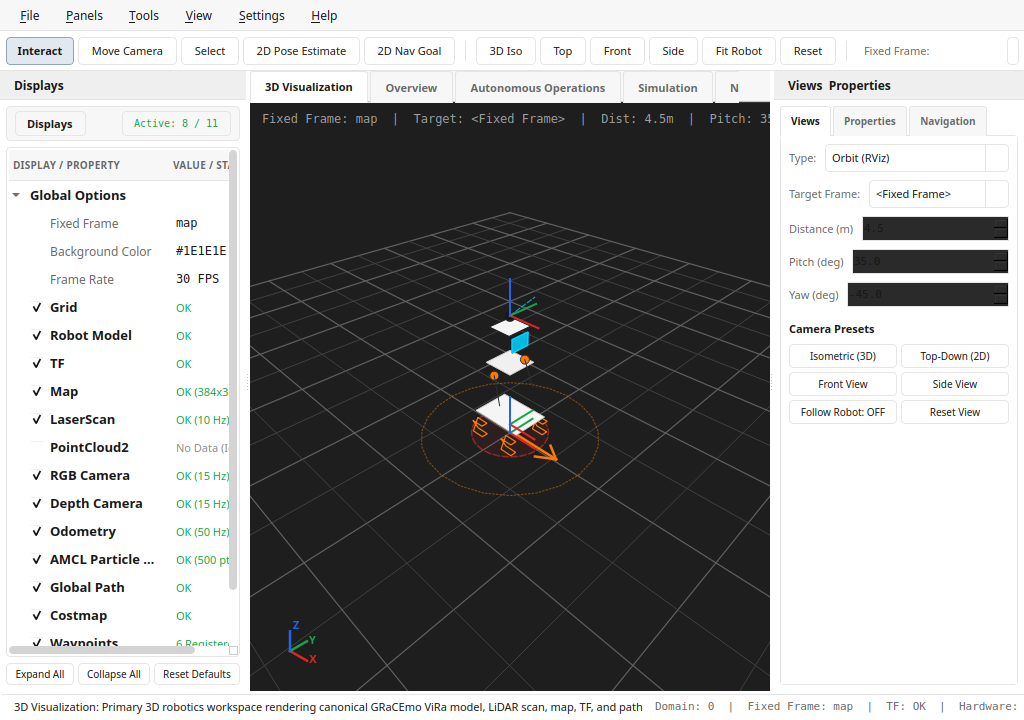 File Panels Tools View Settings Help
Interact Move Camera Select 2D Pose Estimate 2D Nav Goal 3D Iso Top Front Side Fit Robot Reset Fixed Frame:
Displays
Displays Active: 8 / 11
DISPLAY / PROPERTY VALUE / STA
Global Options
Fixed Frame map
Background Color #1E1E1E
Frame Rate 30 FPS
Grid OK
Robot Model OK
TF OK
Map OK (384x3
LaserScan OK (10 Hz)
PointCloud2 No Data (I
RGB Camera OK (15 Hz)
Depth Camera OK (15 Hz)
Odometry OK (50 Hz)
AMCL Particle ... OK (500 pt
Global Path OK
Costmap OK
Waypoints 6 Register
Expand All Collapse All Reset Defaults
3D Visualization Overview Autonomous Operations Simulation N
Fixed Frame: map | Target: <Fixed Frame> | Dist: 4.5m | Pitch: 35
Z
Y
X
Views Properties
Views Properties Navigation
Type: Orbit (RViz)
Target Frame: <Fixed Frame>
Distance (m) 4.5
Pitch (deg) 35.0
Yaw (deg) -45.0
Camera Presets
Isometric (3D) Top-Down (2D)
Front View Side View
Follow Robot: OFF Reset View
3D Visualization: Primary 3D robotics workspace rendering canonical GRaCEmo ViRa model, LiDAR scan, map, TF, and path Domain: 0 | Fixed Frame: map | TF: OK | Hardware: